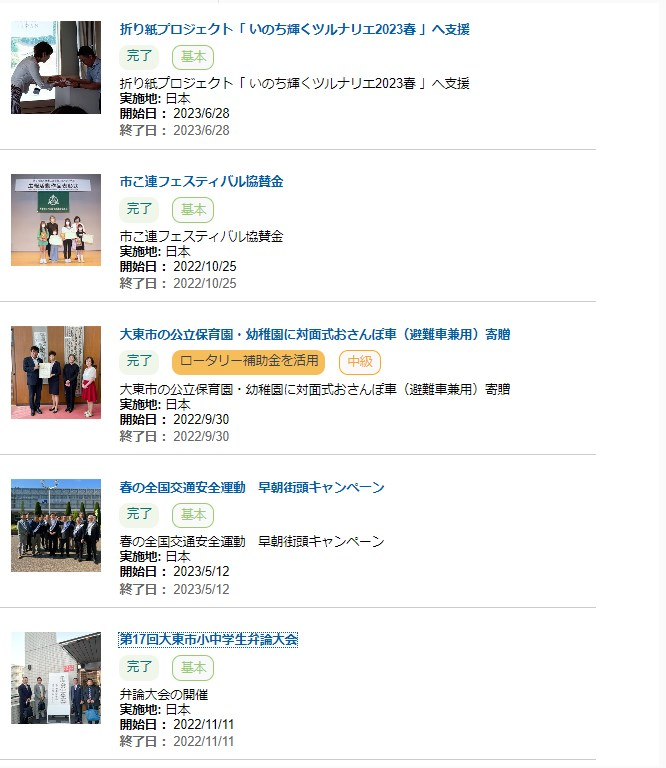 折り紙プロジェクト「 いのち輝くツルナリエ2023春 」へ支援
完了 基本
折り紙プロジェクト「 いのち輝くツルナリエ2023春 」へ支援
実施地: 日本
開始日： 2023/6/28
終了日： 2023/6/28
市こ連フェスティバル協賛金
完了 基本
市こ連フェスティバル協賛金
実施地: 日本
開始日： 2022/10/25
終了日： 2022/10/25
大東市の公立保育園・幼稚園に対面式おさんぽ車（避難車兼用）寄贈
完了 ロータリー補助金を活用 中級
大東市の公立保育園・幼稚園に対面式おさんぽ車（避難車兼用）寄贈
実施地: 日本
開始日： 2022/9/30
終了日： 2022/9/30
春の全国交通安全運動　早朝街頭キャンペーン
完了 基本
春の全国交通安全運動　早朝街頭キャンペーン
実施地: 日本
開始日： 2023/5/12
終了日： 2023/5/12
第17回大東市小中学生弁論大会
完了 基本
弁論大会の開催
実施地: 日本
開始日： 2022/11/11
終了日： 2022/11/11